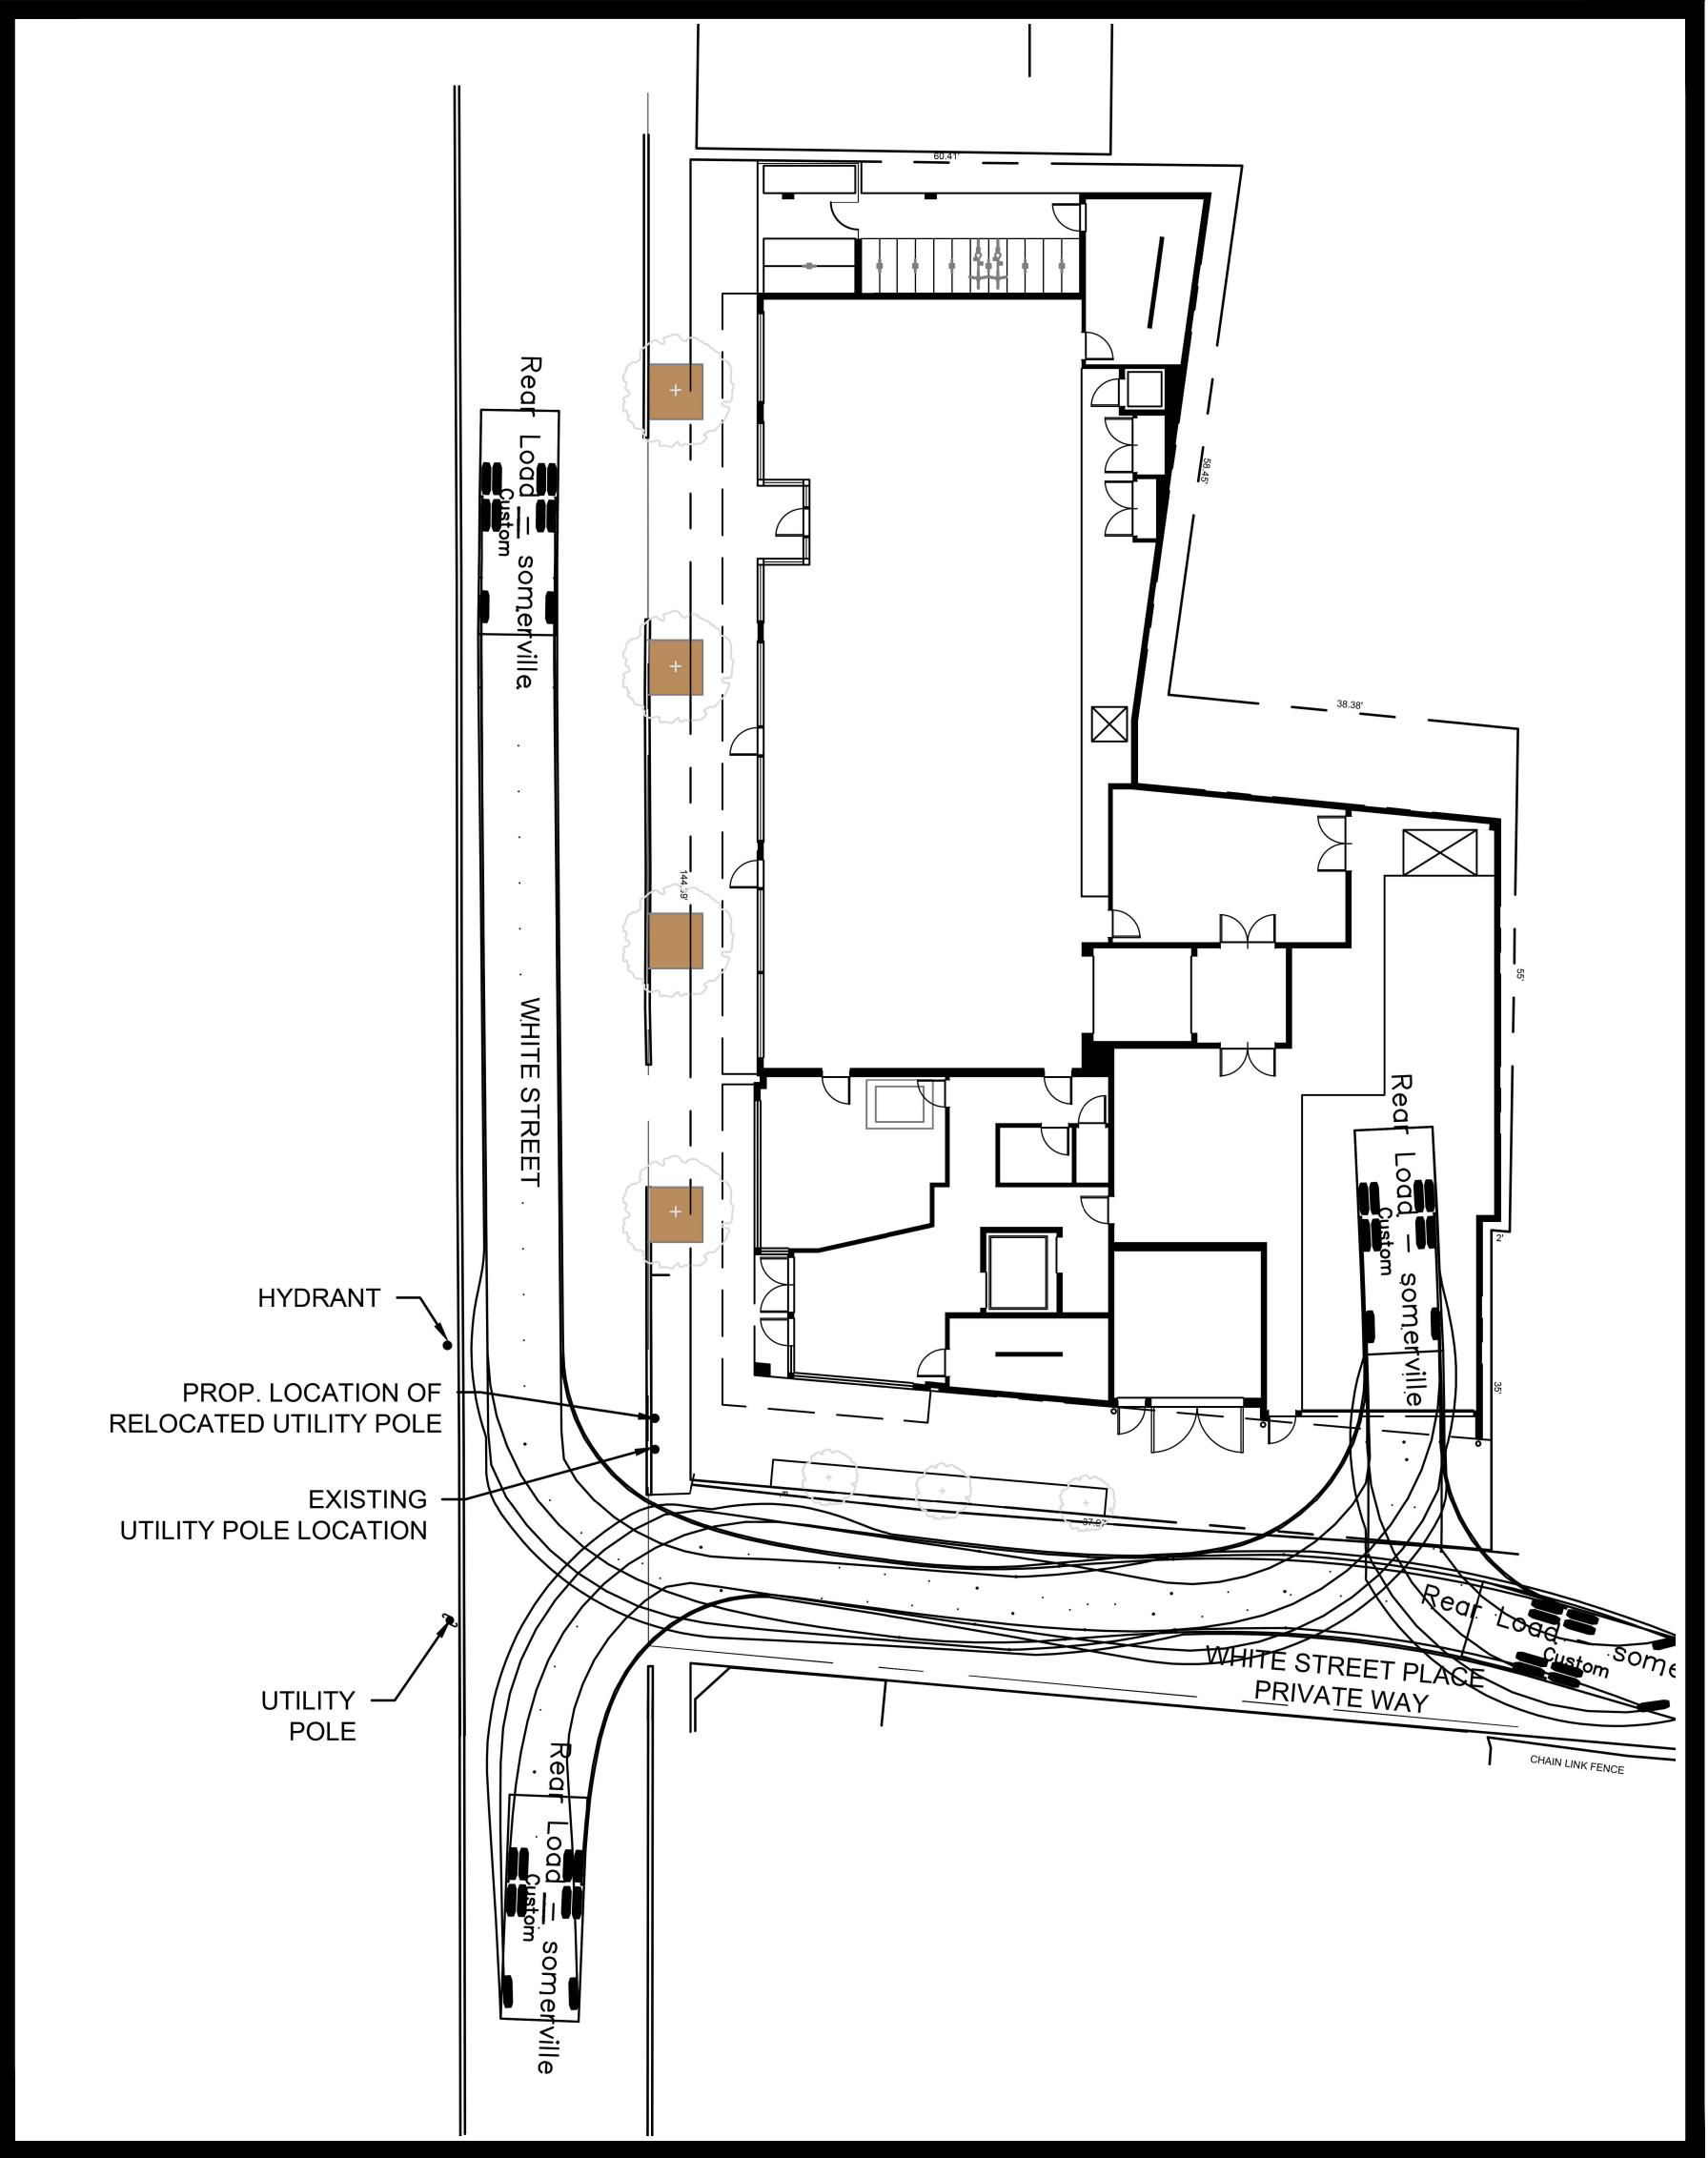 60.41'
58.45'
38.38'
Rear Load — somerville
Custom
144.59'
55'
WHITE STREET
Rear Load — somerville
Custom
2'
HYDRANT
35'
PROP. LOCATION OF
RELOCATED UTILITY POLE
EXISTING
UTILITY POLE LOCATION
Rear Load — some
Custom
WHITE STREET PLACE
PRIVATE WAY
UTILITY
POLE
CHAIN LINK FENCE
Rear Load — somerville
Custom